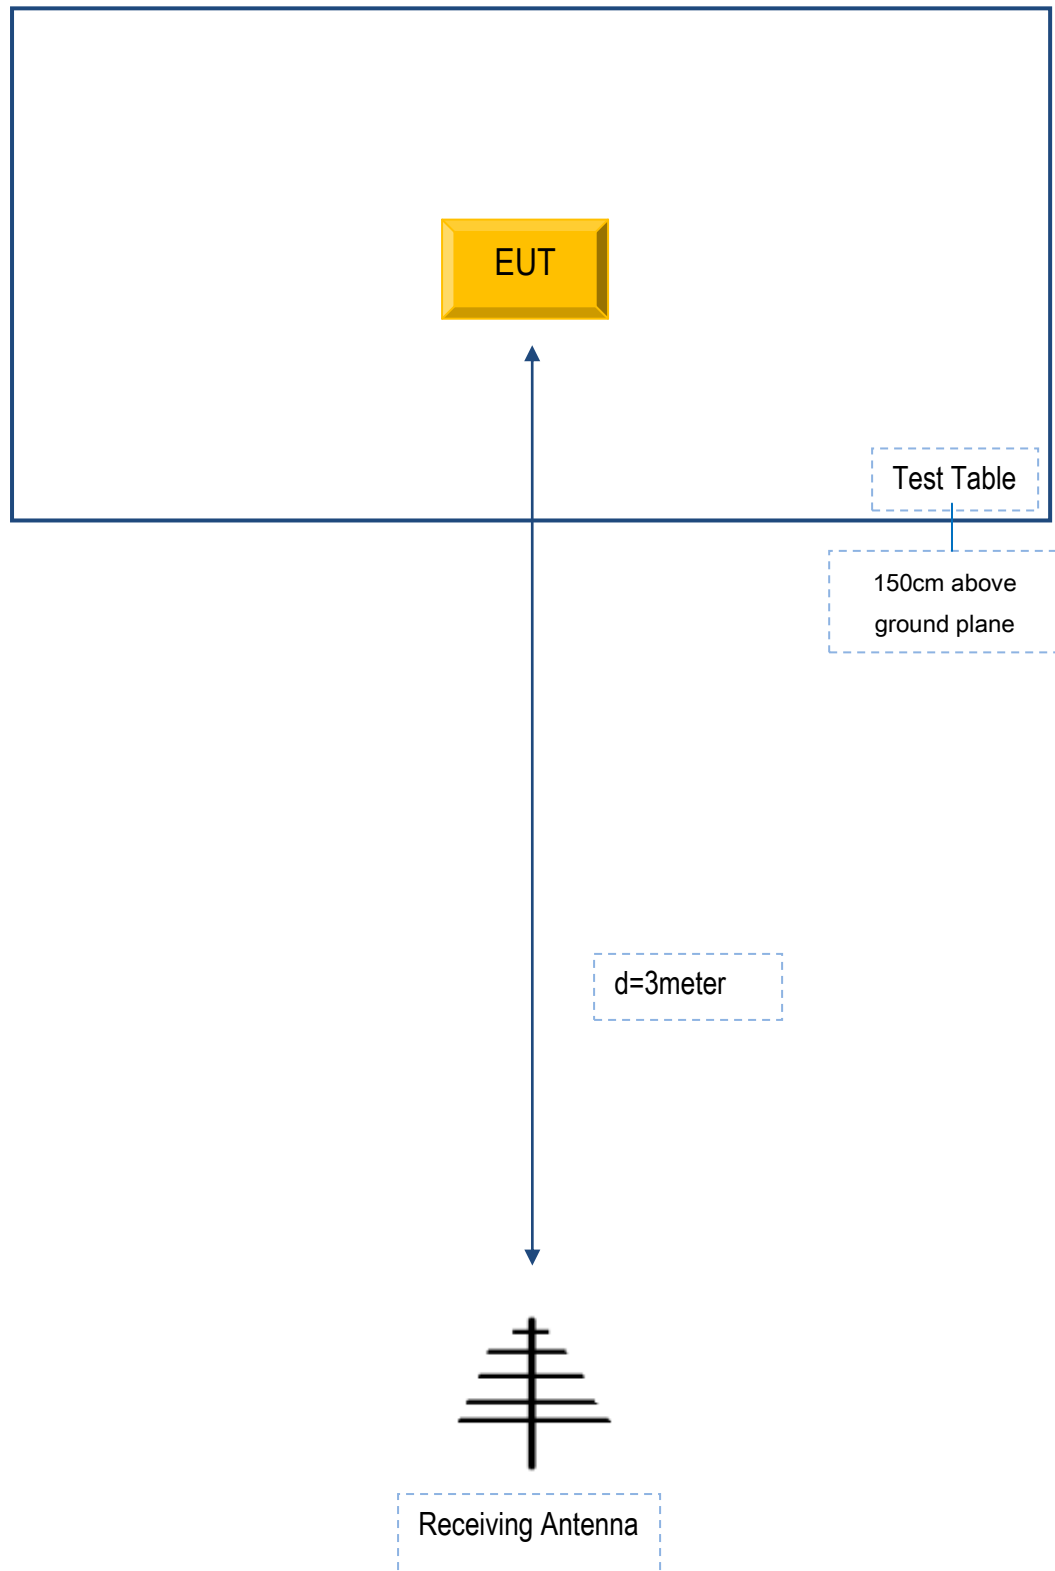 EUT
Test Table
150cm above
ground plane
d=3meter
Receiving Antenna